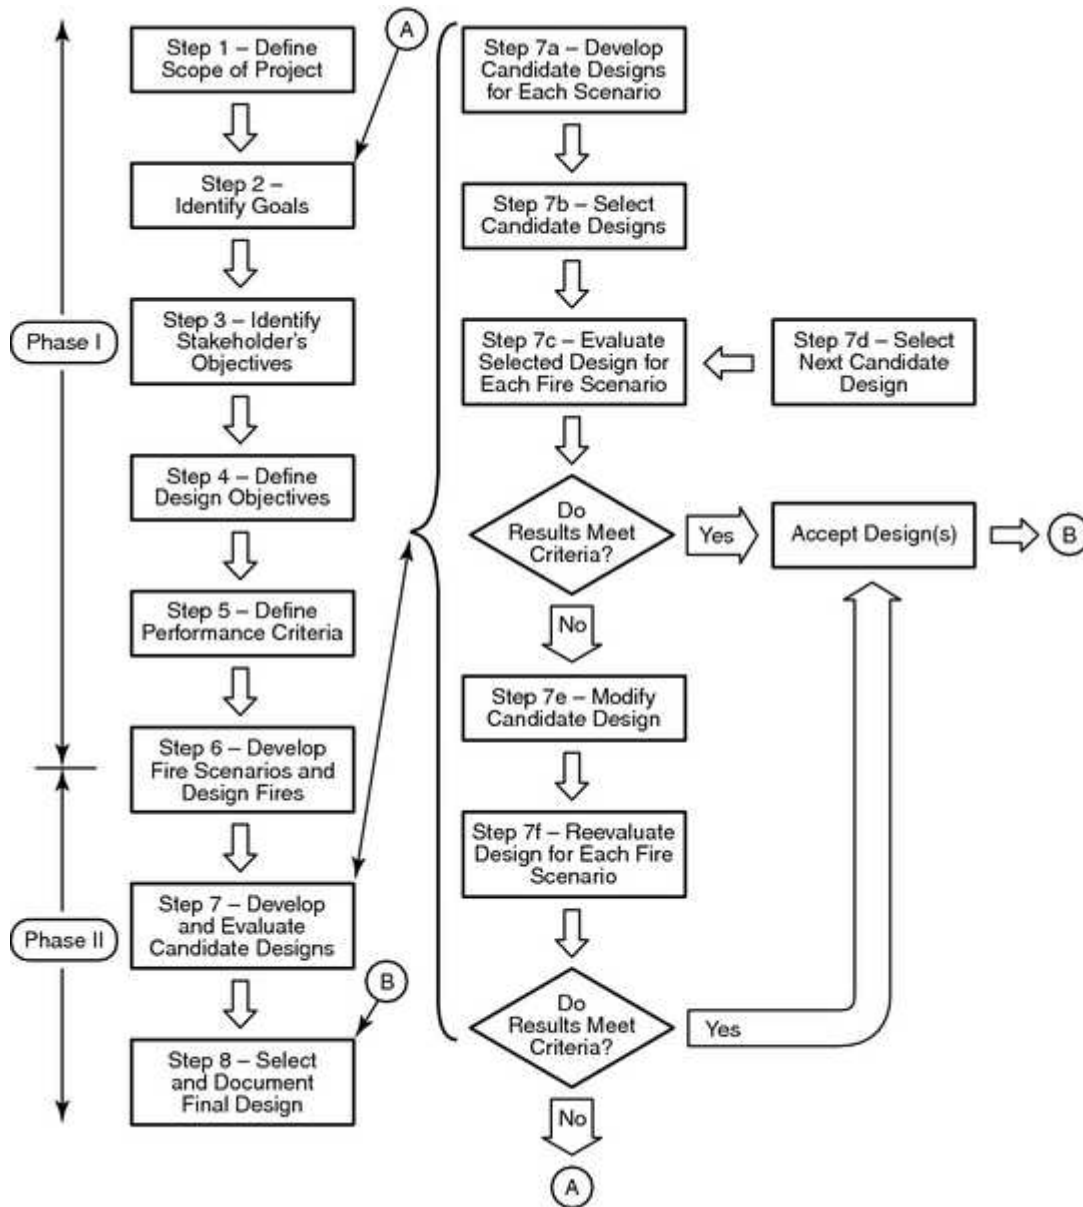 Phase I
Phase II
Step 1 – Define
Scope of Project
Step 2 –
Identify Goals
Step 3 – Identify
Stakeholder's
Objectives
Step 4 – Define
Design Objectives
Step 5 – Define
Performance Criteria
Step 6 – Develop
Fire Scenarios and
Design Fires
Step 7 – Develop
and Evaluate
Candidate Designs
Step 8 – Select
and Document
Final Design
A
B
Step 7a – Develop
Candidate Designs
for Each Scenario
Step 7b – Select
Candidate Designs
Step 7c – Evaluate
Selected Design for
Each Fire Scenario
Step 7d – Select
Next Candidate
Design
Do
Results Meet
Criteria?
Yes
Accept Design(s)
B
No
Step 7e – Modify
Candidate Design
Step 7f – Reevaluate
Design for Each Fire
Scenario
Do
Results Meet
Criteria?
Yes
No
A